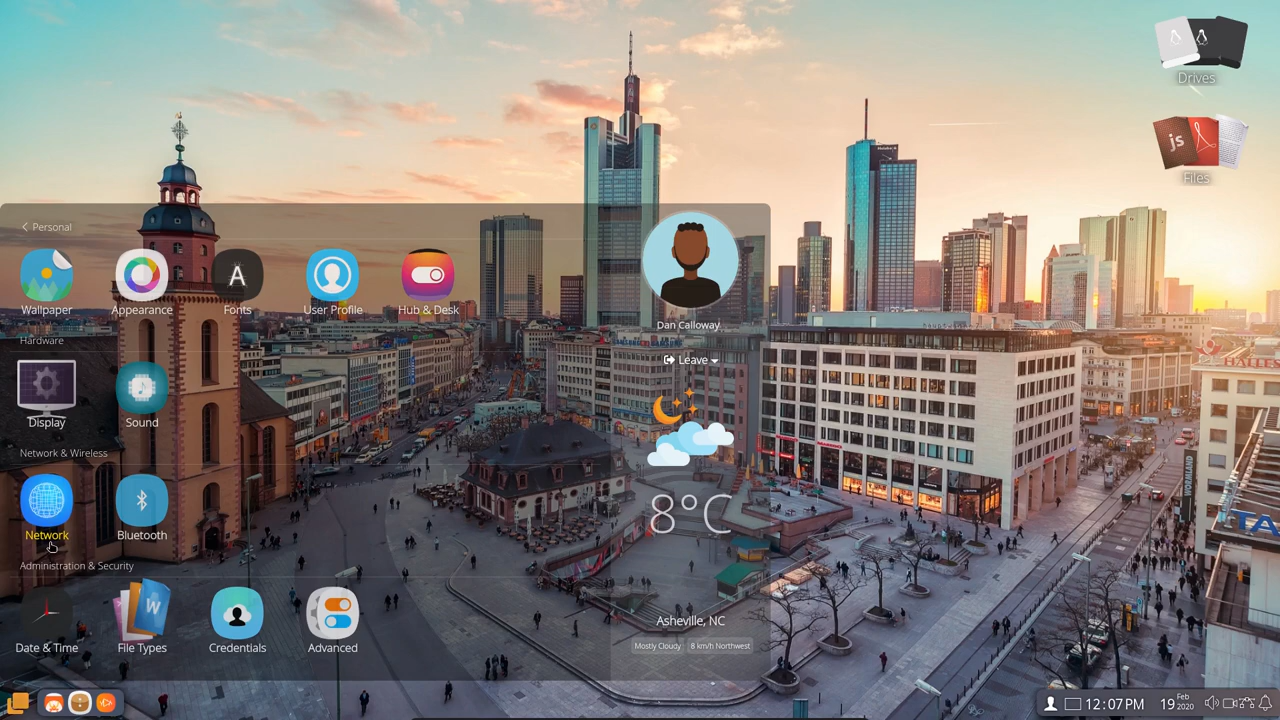 Drives
js
Files
Personal
Wallpaper
Appearance
A
Fonts
User Profile
Hub & Desk
Dan Calloway
Leave
Hardware
Display
Sound
Network & Wireless
Network
Bluetooth
8°C
Administration & Security
Date & Time
W
File Types
Credentials
Advanced
Asheville, NC
Mostly Cloudy
8 km/h Northwest
12:07PM
19 Feb 2020